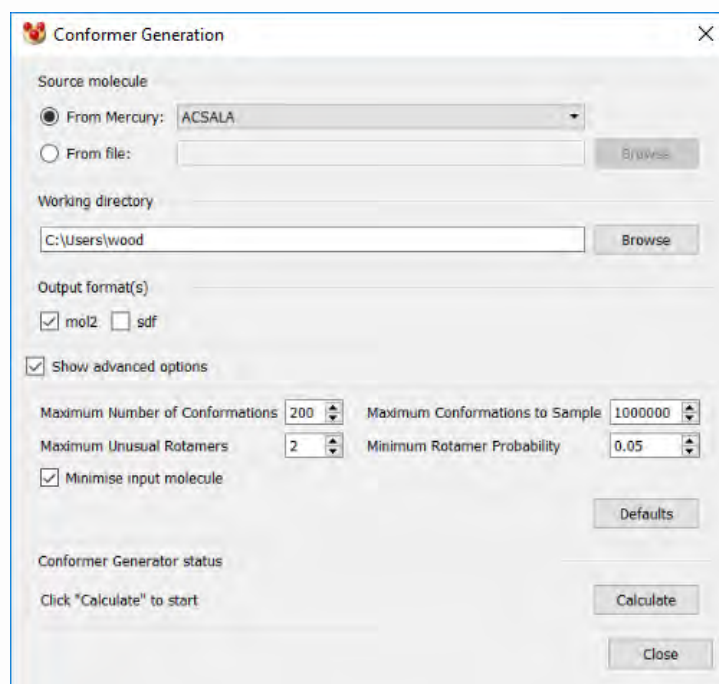 Conformer Generation
Source molecule
From Mercury: ACSALA
From file: Browse
Working directory
C:\Users\wood Browse
Output format(s)
mol2 sdf
Show advanced options
Maximum Number of Conformations 200 Maximum Conformations to Sample 1000000
Maximum Unusual Rotamers 2 Minimum Rotamer Probability 0.05
Minimise input molecule
Defaults
Conformer Generator status
Click "Calculate" to start Calculate
Close